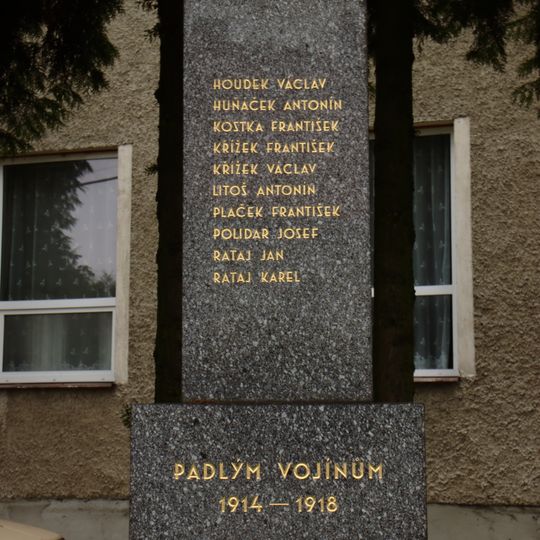 HOUDEK VÁCLAV
HUŇÁČEK ANTONÍN
KOSTKA FRANTIŠEK
KŘÍŽEK FRANTIŠEK
KŘÍŽEK VÁCLAV
LITOŠ ANTONÍN
PLAČEK FRANTIŠEK
POLIDAR JOSEF
RATAJ JAN
RATAJ KAREL
PADLÝM VOJÍNŮM
1914 — 1918